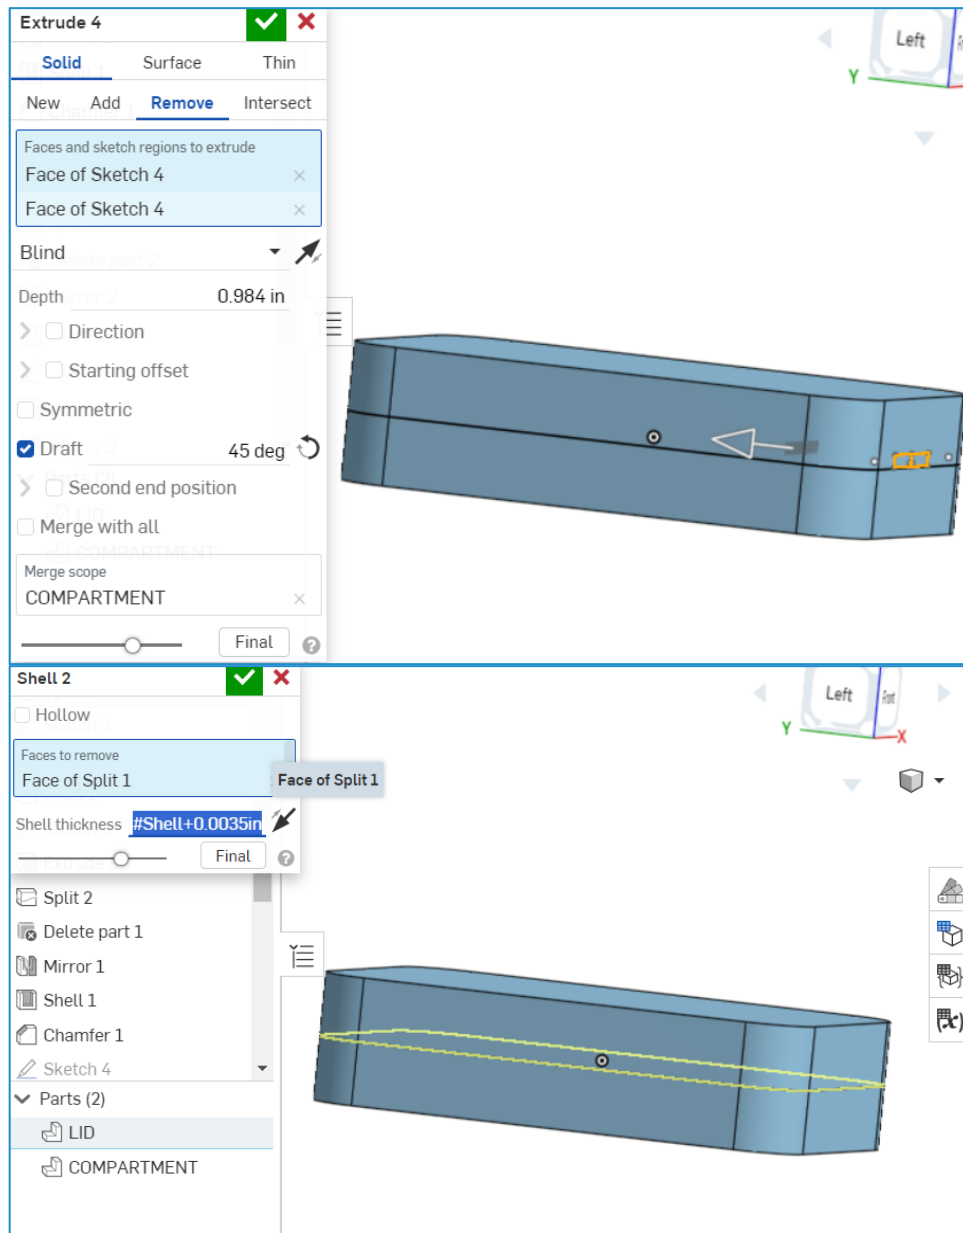 Extrude 4
Solid Surface Thin
New Add Remove Intersect
Faces and sketch regions to extrude
Face of Sketch 4
Face of Sketch 4
Blind
Depth 0.984 in
Direction
Starting offset
Symmetric
Draft 45 deg
Second end position
Merge with all
Merge scope
COMPARTMENT
Final
Left
Y
Shell 2
Hollow
Faces to remove
Face of Split 1
Face of Split 1
Shell thickness #Shell+0.0035in
Final
Split 2
Delete part 1
Mirror 1
Shell 1
Chamfer 1
Sketch 4
Parts (2)
LID
COMPARTMENT
Left
Front
Y
X
(x)